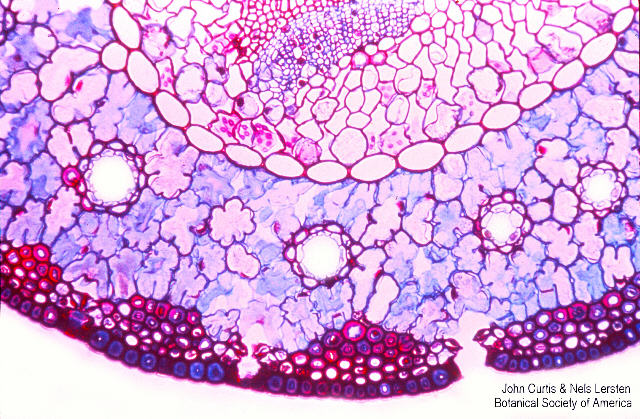 John Curtis & Nels Lersten
Botanical Society of America